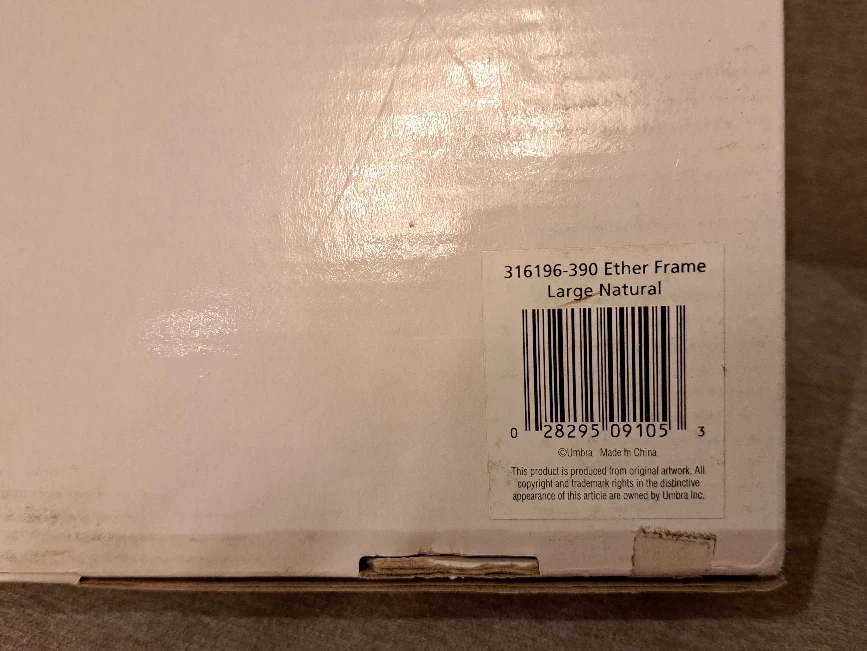 316196-390 Ether Frame
Large Natural
0 28295 09105 3
©Umbra Made In China
This product is produced from original artwork. All
copyright and trademark rights in the distinctive
appearance of this article are owned by Umbra Inc.